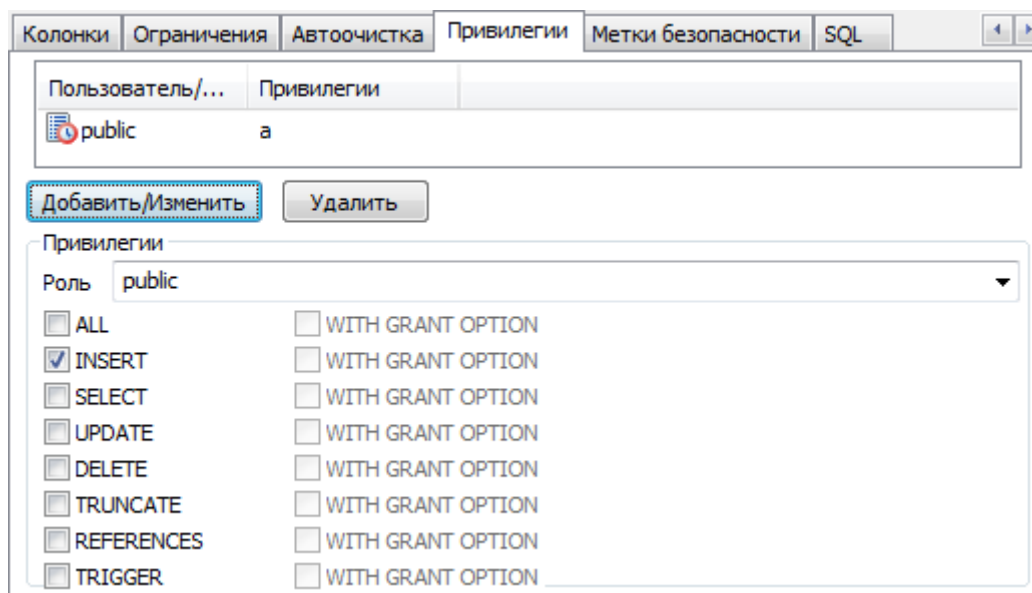 Колонки Ограничения Автоочистка Привилегии Метки безопасности SQL
Пользователь/... Привилегии
public a
Добавить/Изменить Удалить
Привилегии
Роль public
ALL WITH GRANT OPTION
INSERT WITH GRANT OPTION
SELECT WITH GRANT OPTION
UPDATE WITH GRANT OPTION
DELETE WITH GRANT OPTION
TRUNCATE WITH GRANT OPTION
REFERENCES WITH GRANT OPTION
TRIGGER WITH GRANT OPTION